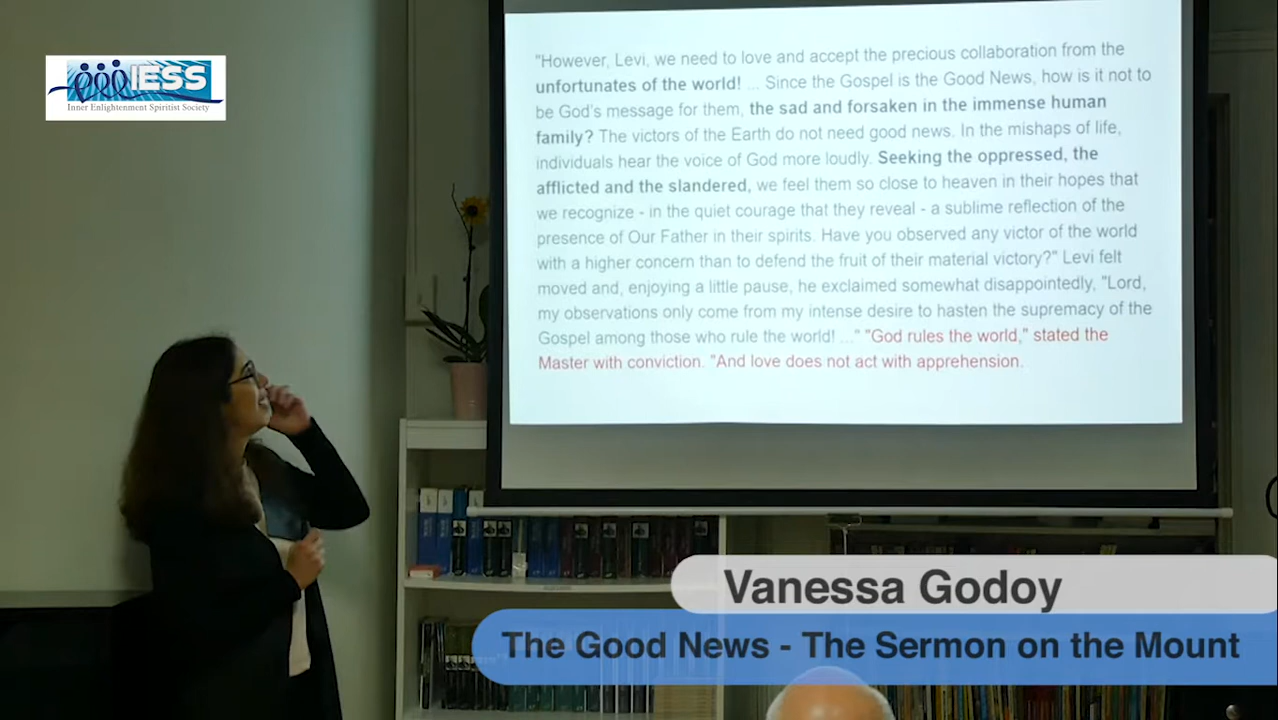 IESS
Inner Enlightenment Spiritist Society
"However, Levi, we need to love and accept the precious collaboration from the
unfortunates of the world! ... Since the Gospel is the Good News, how is it not to
be God's message for them, the sad and forsaken in the immense human
family? The victors of the Earth do not need good news. In the mishaps of life,
individuals hear the voice of God more loudly. Seeking the oppressed, the
afflicted and the slandered, we feel them so close to heaven in their hopes that
we recognize - in the quiet courage that they reveal - a sublime reflection of the
presence of Our Father in their spirits. Have you observed any victor of the world
with a higher concern than to defend the fruit of their material victory?" Levi felt
moved and, enjoying a little pause, he exclaimed somewhat disappointedly, "Lord,
my observations only come from my intense desire to hasten the supremacy of the
Gospel among those who rule the world! ..." "God rules the world," stated the
Master with conviction. "And love does not act with apprehension.
Vanessa Godoy
The Good News - The Sermon on the Mount